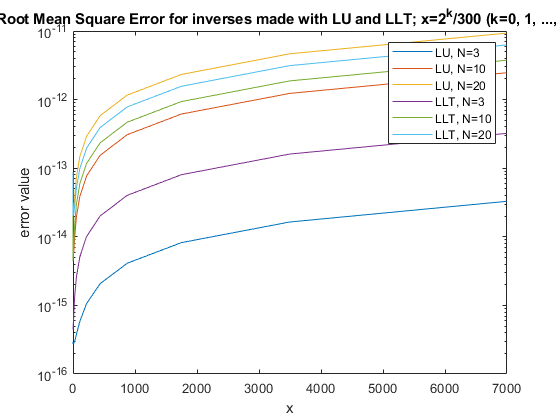 Root Mean Square Error for inverses made with LU and LLT; x=2^k/300 (k=0, 1, ...,
10^-11
10^-12
10^-13
10^-14
10^-15
10^-16
error value
LU, N=3
LU, N=10
LU, N=20
LLT, N=3
LLT, N=10
LLT, N=20
0 1000 2000 3000 4000 5000 6000 7000
x